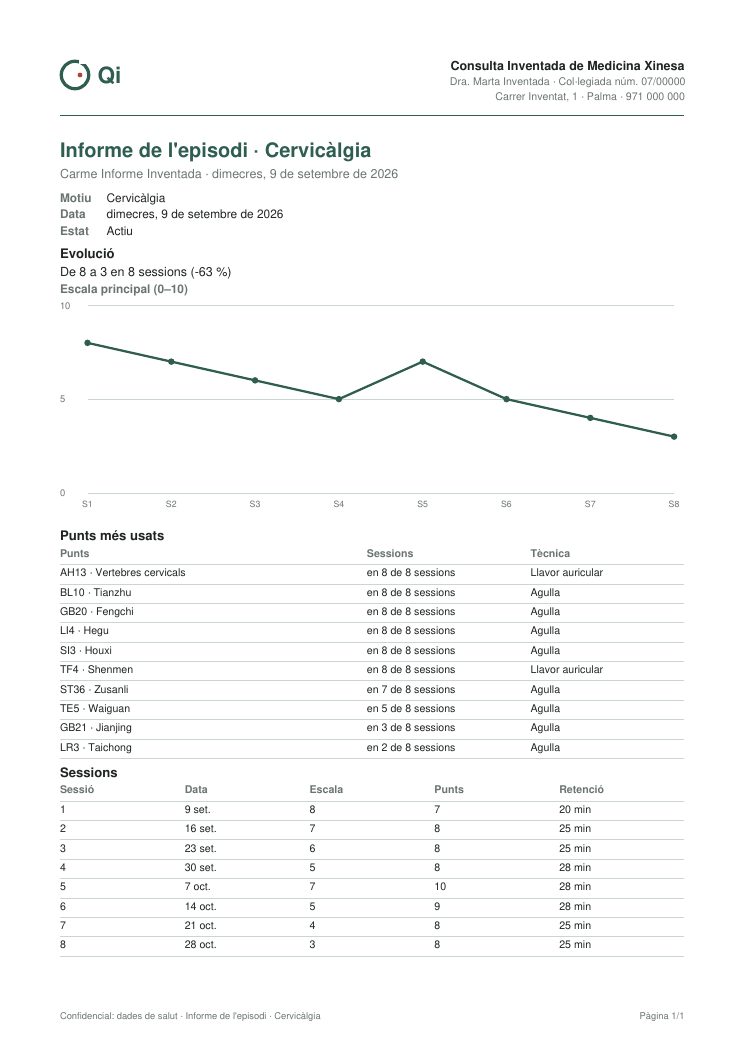 Qi
Consulta Inventada de Medicina Xinesa
Dra. Marta Inventada · Col·legiada núm. 07/00000
Carrer Inventat, 1 · Palma · 971 000 000
Informe de l'episodi · Cervicàlgia
Carme Informe Inventada · dimecres, 9 de setembre de 2026
Motiu Cervicàlgia
Data dimecres, 9 de setembre de 2026
Estat Actiu
Evolució
De 8 a 3 en 8 sessions (-63 %)
Escala principal (0–10)
10
5
0
S1 S2 S3 S4 S5 S6 S7 S8
Punts més usats
Punts Sessions Tècnica
AH13 · Vertebres cervicals en 8 de 8 sessions Llavor auricular
BL10 · Tianzhu en 8 de 8 sessions Agulla
GB20 · Fengchi en 8 de 8 sessions Agulla
LI4 · Hegu en 8 de 8 sessions Agulla
SI3 · Houxi en 8 de 8 sessions Agulla
TF4 · Shenmen en 8 de 8 sessions Llavor auricular
ST36 · Zusanli en 7 de 8 sessions Agulla
TE5 · Waiguan en 5 de 8 sessions Agulla
GB21 · Jianjing en 3 de 8 sessions Agulla
LR3 · Taichong en 2 de 8 sessions Agulla
Sessions
Sessió Data Escala Punts Retenció
1 9 set. 8 7 20 min
2 16 set. 7 8 25 min
3 23 set. 6 8 25 min
4 30 set. 5 8 28 min
5 7 oct. 7 10 28 min
6 14 oct. 5 9 28 min
7 21 oct. 4 8 25 min
8 28 oct. 3 8 25 min
Confidencial: dades de salut · Informe de l'episodi · Cervicàlgia Pàgina 1/1